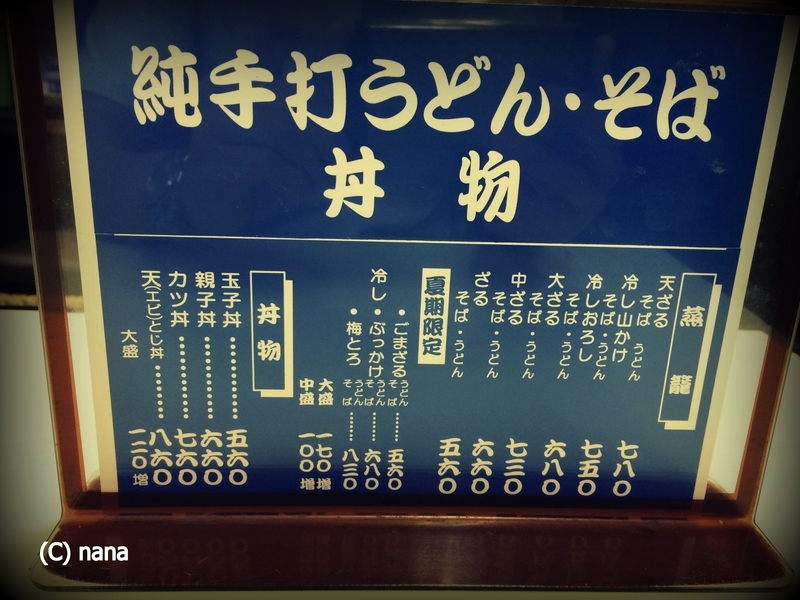 純手打うどん・そば
丼物
蒸籠
天ざる そば うどん 七八〇
冷し山かけ そば・うどん 七五〇
冷しおろし そば・うどん 六八〇
大ざる そば・うどん 七三〇
中ざる そば・うどん 六六〇
ざる そば・うどん 五六〇
夏期限定
・ごまざる うどん そば ……五六〇
冷し・ぶっかけ うどん そば ……六八〇
・梅とろ うどん そば ……八三〇
大盛 一七〇増
中盛 一〇〇増
丼物
玉子丼…………五六〇
親子丼…………六六〇
カツ丼…………七六〇
天(エビ)とじ丼………八六〇
大盛 一二〇増
(C) nana